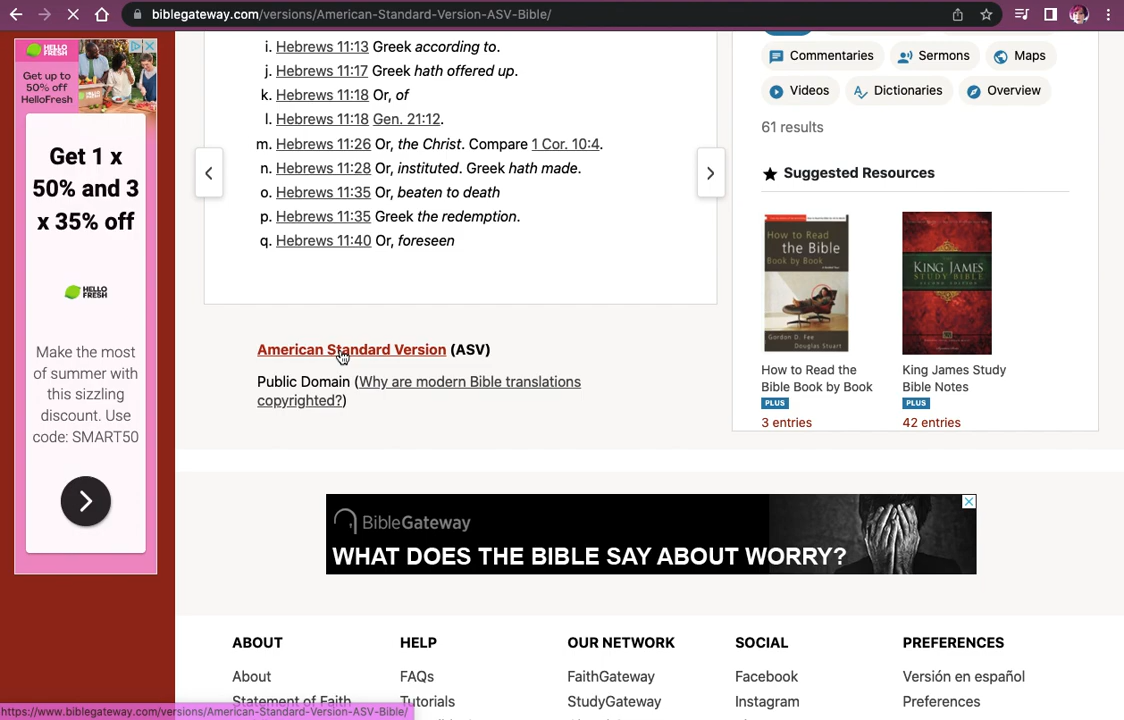 biblegateway.com/versions/American-Standard-Version-ASV-Bible/
HELLO FRESH
Get up to
50% off
HelloFresh
Get 1 x
50% and 3
x 35% off
HELLO FRESH
Make the most
of summer with
this sizzling
discount. Use
code: SMART50
i. Hebrews 11:13 Greek according to.
j. Hebrews 11:17 Greek hath offered up.
k. Hebrews 11:18 Or, of
l. Hebrews 11:18 Gen. 21:12.
m. Hebrews 11:26 Or, the Christ. Compare 1 Cor. 10:4.
n. Hebrews 11:28 Or, instituted. Greek hath made.
o. Hebrews 11:35 Or, beaten to death
p. Hebrews 11:35 Greek the redemption.
q. Hebrews 11:40 Or, foreseen
American Standard Version (ASV)
Public Domain (Why are modern Bible translations
copyrighted?)
Commentaries Sermons Maps
Videos Dictionaries Overview
61 results
Suggested Resources
How to Read
the Bible
Book by Book
Gordon D. Fee
Douglas Stuart
KING JAMES
STUDY BIBLE
SECOND EDITION
How to Read the
Bible Book by Book
PLUS
3 entries
King James Study
Bible Notes
PLUS
42 entries
BibleGateway
WHAT DOES THE BIBLE SAY ABOUT WORRY?
ABOUT HELP OUR NETWORK SOCIAL PREFERENCES
About FAQs FaithGateway Facebook Versión en español
Statement of Faith Tutorials StudyGateway Instagram Preferences
https://www.biblegateway.com/versions/American-Standard-Version-ASV-Bible/